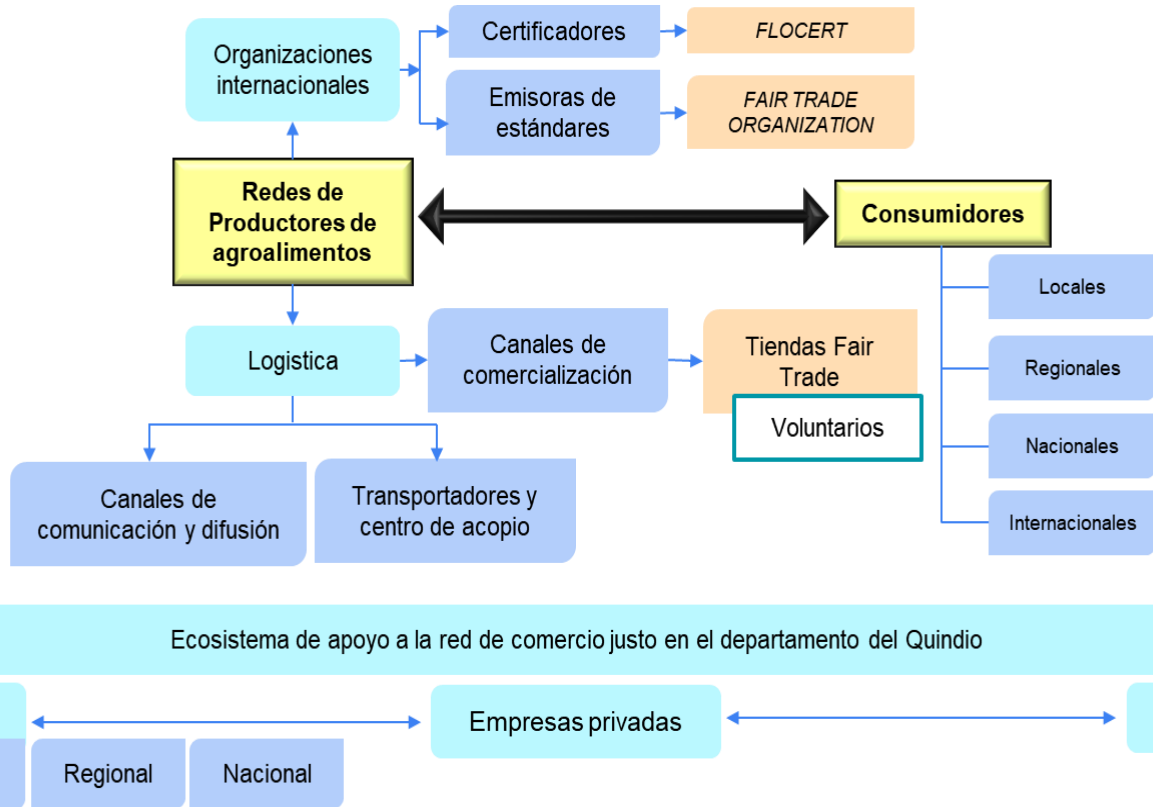 Organizaciones
internacionales
Certificadores
FLOCERT
Emisoras de
estándares
FAIR TRADE
ORGANIZATION
Redes de
Productores de
agroalimentos
Consumidores
Locales
Regionales
Nacionales
Internacionales
Logistica
Canales de
comercialización
Tiendas Fair
Trade
Voluntarios
Canales de
comunicación y difusión
Transportadores y
centro de acopio
Ecosistema de apoyo a la red de comercio justo en el departamento del Quindio
Empresas privadas
Regional
Nacional